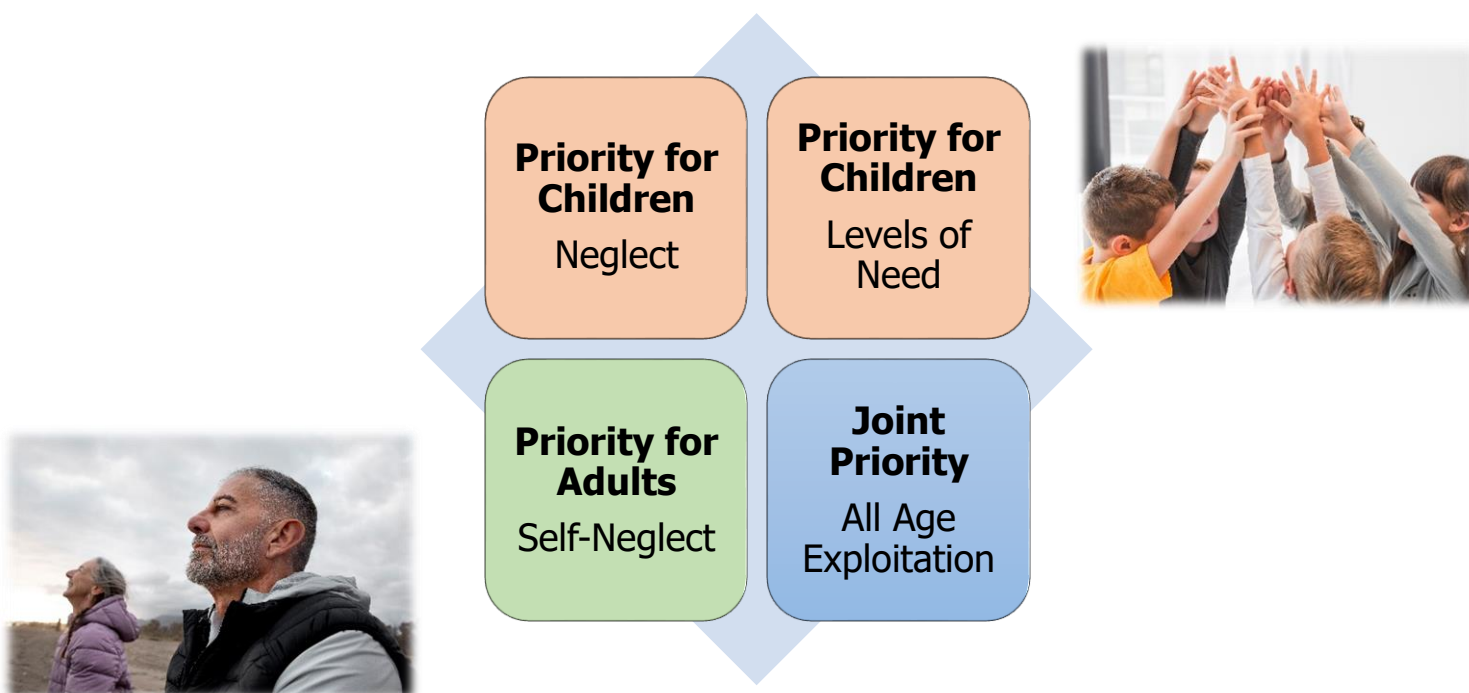 Priority for
Children
Neglect
Priority for
Children
Levels of
Need
Priority for
Adults
Self-Neglect
Joint
Priority
All Age
Exploitation